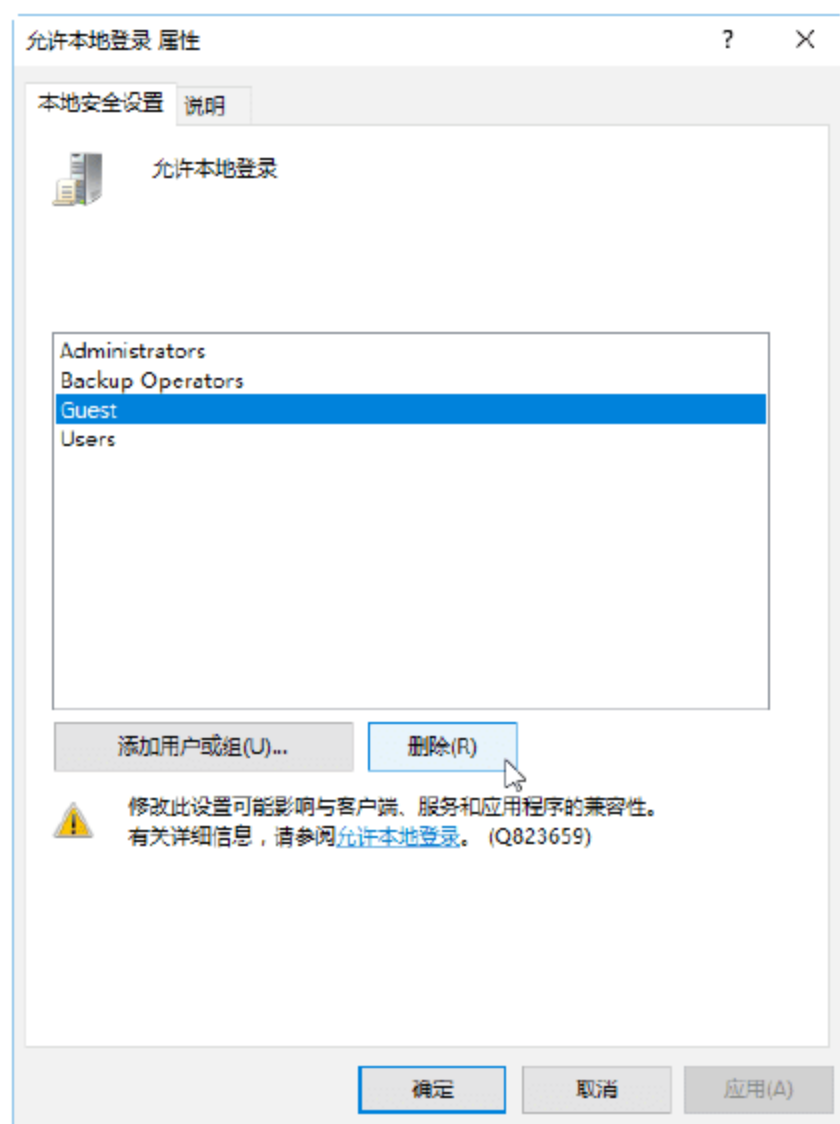 允许本地登录 属性
?
本地安全设置 说明
允许本地登录
Administrators
Backup Operators
Guest
Users
添加用户或组(U)... 删除(R)
修改此设置可能影响与客户端、服务和应用程序的兼容性。
有关详细信息，请参阅允许本地登录。 (Q823659)
确定 取消 应用(A)